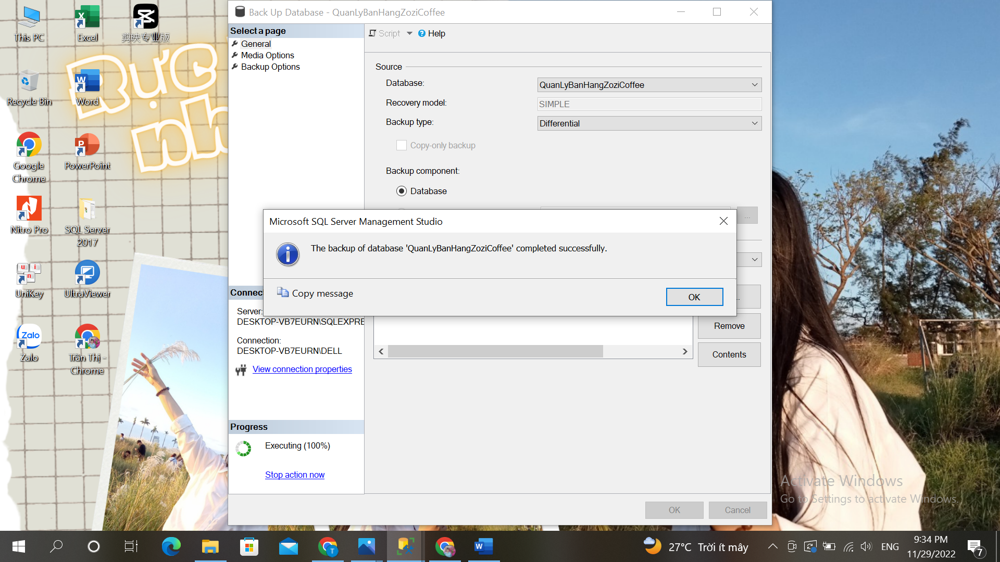 This PC
Excel
剪映专业版
RỰC
Recycle Bin
Word
Google Chrome
PowerPoint
Nitro Pro
SQL Server 2017
UniKey
UltraViewer
Zalo
Trần Thị - Chrome
Back Up Database - QuanLyBanHangZoziCoffee
Select a page
General
Media Options
Backup Options
Script
Help
Source
Database:
QuanLyBanHangZoziCoffee
Recovery model:
SIMPLE
Backup type:
Differential
Copy-only backup
Backup component:
Database
...
Microsoft SQL Server Management Studio
The backup of database 'QuanLyBanHangZoziCoffee' completed successfully.
Copy message
OK
Server:
DESKTOP-VB7EURN\SQLEXPRE
Connection:
DESKTOP-VB7EURN\DELL
View connection properties
Remove
Contents
Progress
Executing (100%)
Stop action now
OK
Cancel
Activate Windows
Go to Settings to activate Windows.
27°C Trời ít mây
ENG
9:34 PM
11/29/2022
7